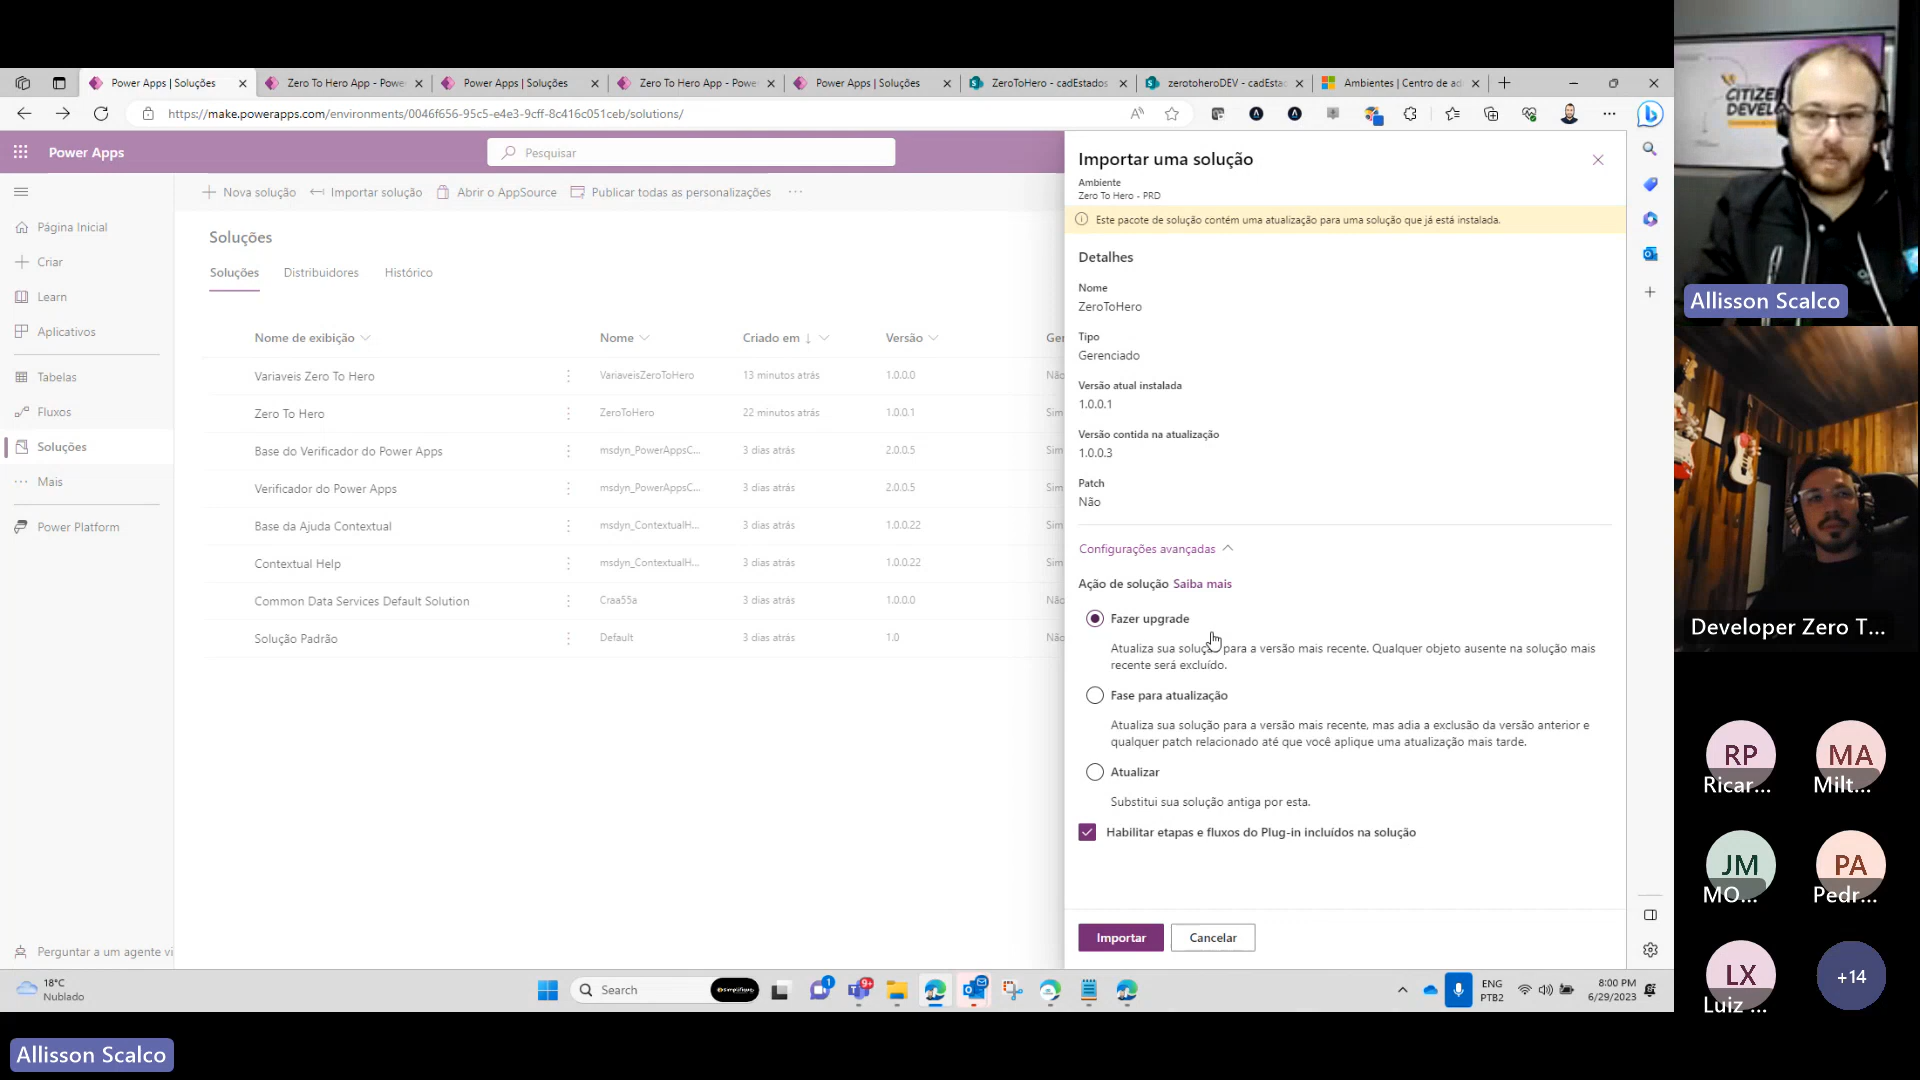 Power Apps | Soluções
Zero To Hero App - Power
Power Apps | Soluções
Zero To Hero App - Power
Power Apps | Soluções
ZeroToHero - cadEstados
zerotoheroDEV - cadEsta
Ambientes | Centro de ad
https://make.powerapps.com/environments/0046f656-95c5-e4e3-9cff-8c416c051ceb/solutions/
Power Apps
Pesquisar
Página Inicial
Criar
Learn
Aplicativos
Tabelas
Fluxos
Soluções
Mais
Power Platform
Perguntar a um agente vi
Nova solução
Importar solução
Abrir o AppSource
Publicar todas as personalizações
Soluções
Soluções Distribuidores Histórico
Nome de exibição Nome Criado em ↓ Versão Ger
Variaveis Zero To Hero VariaveisZeroToHero 13 minutos atrás 1.0.0.0 Não
Zero To Hero ZeroToHero 22 minutos atrás 1.0.0.1 Sim
Base do Verificador do Power Apps msdyn_PowerAppsC... 3 dias atrás 2.0.0.5 Sim
Verificador do Power Apps msdyn_PowerAppsC... 3 dias atrás 2.0.0.5 Sim
Base da Ajuda Contextual msdyn_ContextualH... 3 dias atrás 1.0.0.22 Sim
Contextual Help msdyn_ContextualH... 3 dias atrás 1.0.0.22 Sim
Common Data Services Default Solution Craa55a 3 dias atrás 1.0.0.0 Não
Solução Padrão Default 3 dias atrás 1.0 Não
Importar uma solução
Ambiente
Zero To Hero - PRD
Este pacote de solução contém uma atualização para uma solução que já está instalada.
Detalhes
Nome
ZeroToHero
Tipo
Gerenciado
Versão atual instalada
1.0.0.1
Versão contida na atualização
1.0.0.3
Patch
Não
Configurações avançadas
Ação de solução Saiba mais
Fazer upgrade
Atualiza sua solução para a versão mais recente. Qualquer objeto ausente na solução mais
recente será excluído.
Fase para atualização
Atualiza sua solução para a versão mais recente, mas adia a exclusão da versão anterior e
qualquer patch relacionado até que você aplique uma atualização mais tarde.
Atualizar
Substitui sua solução antiga por esta.
Habilitar etapas e fluxos do Plug-in incluídos na solução
Importar
Cancelar
18°C
Nublado
Search
1
9+
ENG
PTB2
8:00 PM
6/29/2023
Allisson Scalco
CITIZEN
DEVELO
Allisson Scalco
Developer Zero T...
RP
Ricar...
MA
Milt...
JM
MO...
PA
Pedr...
LX
Luiz ...
+14